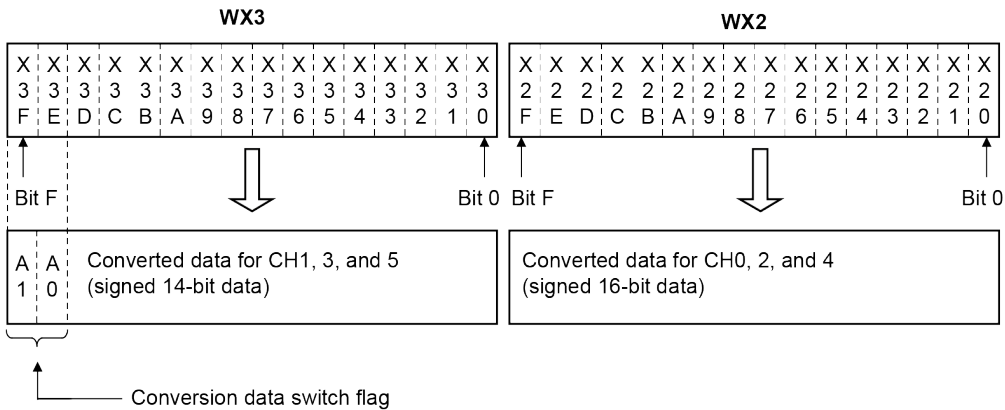 WX3 WX2
X X X X X X X X X X X X X X X X X X X X X X X X X X X X X X X X
3 3 3 3 3 3 3 3 3 3 3 3 3 3 3 3 2 2 2 2 2 2 2 2 2 2 2 2 2 2 2 2
F E D C B A 9 8 7 6 5 4 3 2 1 0 F E D C B A 9 8 7 6 5 4 3 2 1 0
Bit F Bit 0 Bit F Bit 0
A A
1 0
Converted data for CH1, 3, and 5
(signed 14-bit data)
Converted data for CH0, 2, and 4
(signed 16-bit data)
Conversion data switch flag